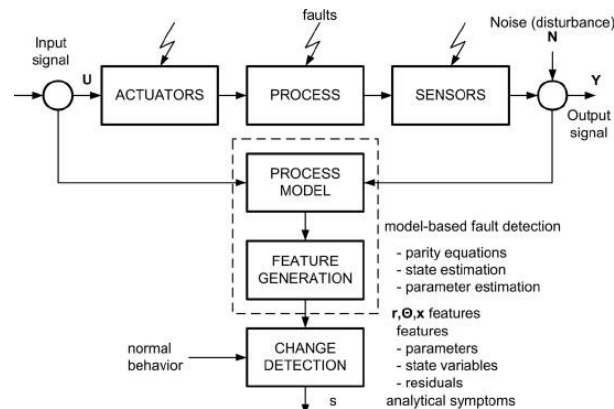 faults
Noise (disturbance)
N
Input
signal
U
ACTUATORS
PROCESS
SENSORS
Y
Output
signal
PROCESS
MODEL
model-based fault detection
- parity equations
- state estimation
- parameter estimation
FEATURE
GENERATION
r,Θ,x features
features
- parameters
- state variables
- residuals
normal
behavior
CHANGE
DETECTION
s
analytical symptoms